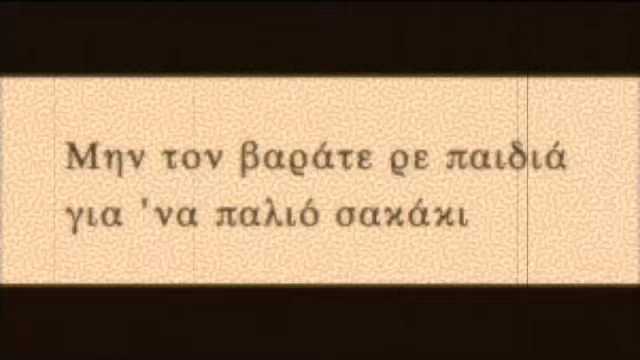 Μην τον βαράτε ρε παιδιά
για 'να παλιό σακάκι